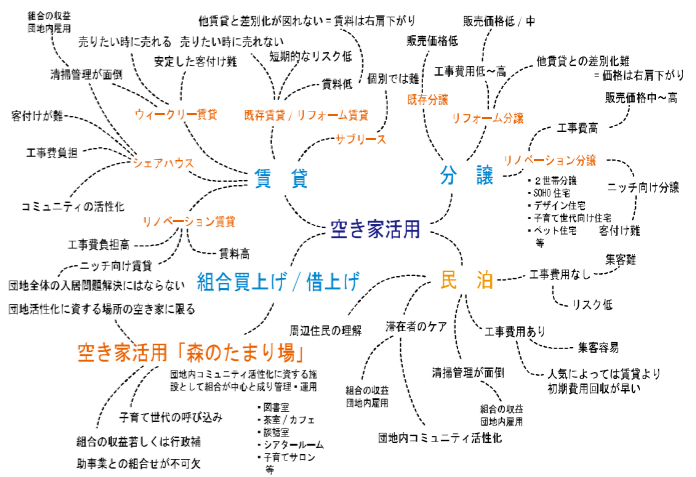 組合の収益
団地内雇用
売りたい時に売れる
売りたい時に売れない
他賃貸と差別化が図れない＝賃料は右肩下がり
清掃管理が面倒
安定した客付け難
短期的なリスク低
賃料低
個別では難
客付けが難
ウィークリー賃貸
既存賃貸 / リフォーム賃貸
サブリース
工事費負担
シェアハウス
賃 貸
コミュニティの活性化
リノベーション賃貸
工事費負担高
ニッチ向け賃貸
賃料高
団地全体の入居問題解決にはならない
販売価格低
販売価格低 / 中
工事費用低～高
他賃貸との差別化難
＝価格は右肩下がり
既存分譲
リフォーム分譲
販売価格中～高
工事費高
分 譲
リノベーション分譲
・２世帯分譲
・SOHO 住宅
・デザイン住宅
・子育て世代向け住宅
・ペット住宅
等
ニッチ向け分譲
客付け難
空き家活用
組合買上げ / 借上げ
団地活性化に資する場所の空き家に限る
空き家活用「森のたまり場」
団地内コミュニティ活性化に資する施
設として組合が中心と成り管理・運用
・図書室
・茶室 / カフェ
・談話室
・シアタールーム
・子育てサロン
等
子育て世代の呼び込み
組合の収益若しくは行政補
助事業との組合せが不可欠
民 泊
集客難
工事費用なし
リスク低
周辺住民の理解
滞在者のケア
工事費用あり
集客容易
人気によっては賃貸より
初期費用回収が早い
清掃管理が面倒
組合の収益
団地内雇用
組合の収益
団地内雇用
団地内コミュニティ活性化